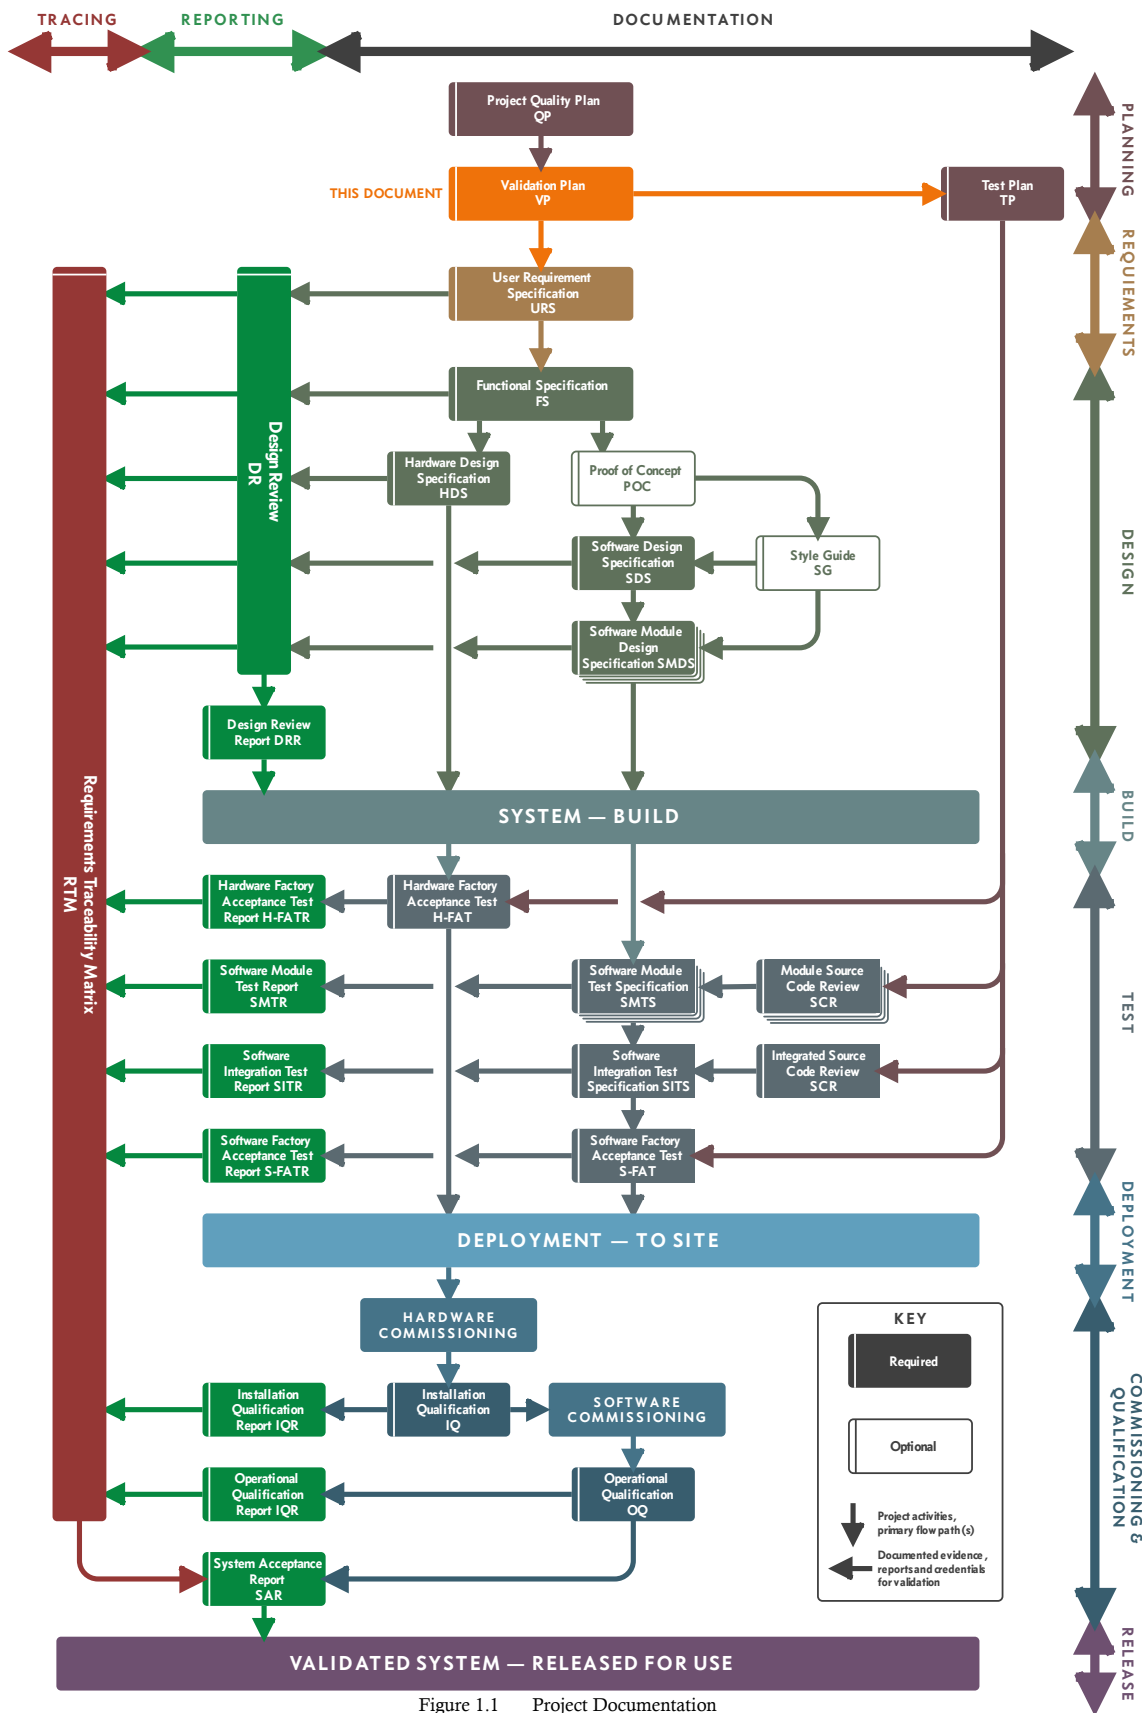 TRACING
REPORTING
DOCUMENTATION
PLANNING
REQUIEMENTS
DESIGN
BUILD
TEST
DEPLOYMENT
COMMISSIONING &
QUALIFICATION
RELEASE
Project Quality Plan
QP
THIS DOCUMENT
Validation Plan
VP
Test Plan
TP
User Requirement
Specification
URS
Functional Specification
FS
Design Review
DR
Hardware Design
Specification
HDS
Proof of Concept
POC
Software Design
Specification
SDS
Style Guide
SG
Software Module
Design
Specification SMDS
Design Review
Report DRR
Requirements Traceability Matrix
RTM
SYSTEM — BUILD
Hardware Factory
Acceptance Test
Report H-FATR
Hardware Factory
Acceptance Test
H-FAT
Software Module
Test Report
SMTR
Software Module
Test Specification
SMTS
Module Source
Code Review
SCR
Software
Integration Test
Report SITR
Software
Integration Test
Specification SITS
Integrated Source
Code Review
SCR
Software Factory
Acceptance Test
Report S-FATR
Software Factory
Acceptance Test
S-FAT
DEPLOYMENT — TO SITE
HARDWARE
COMMISSIONING
Installation
Qualification
Report IQR
Installation
Qualification
IQ
SOFTWARE
COMMISSIONING
Operational
Qualification
Report IQR
Operational
Qualification
OQ
System Acceptance
Report
SAR
KEY
Required
Optional
Project activities,
primary flow path(s)
Documented evidence,
reports and credentials
for validation
VALIDATED SYSTEM — RELEASED FOR USE
Figure 1.1 Project Documentation